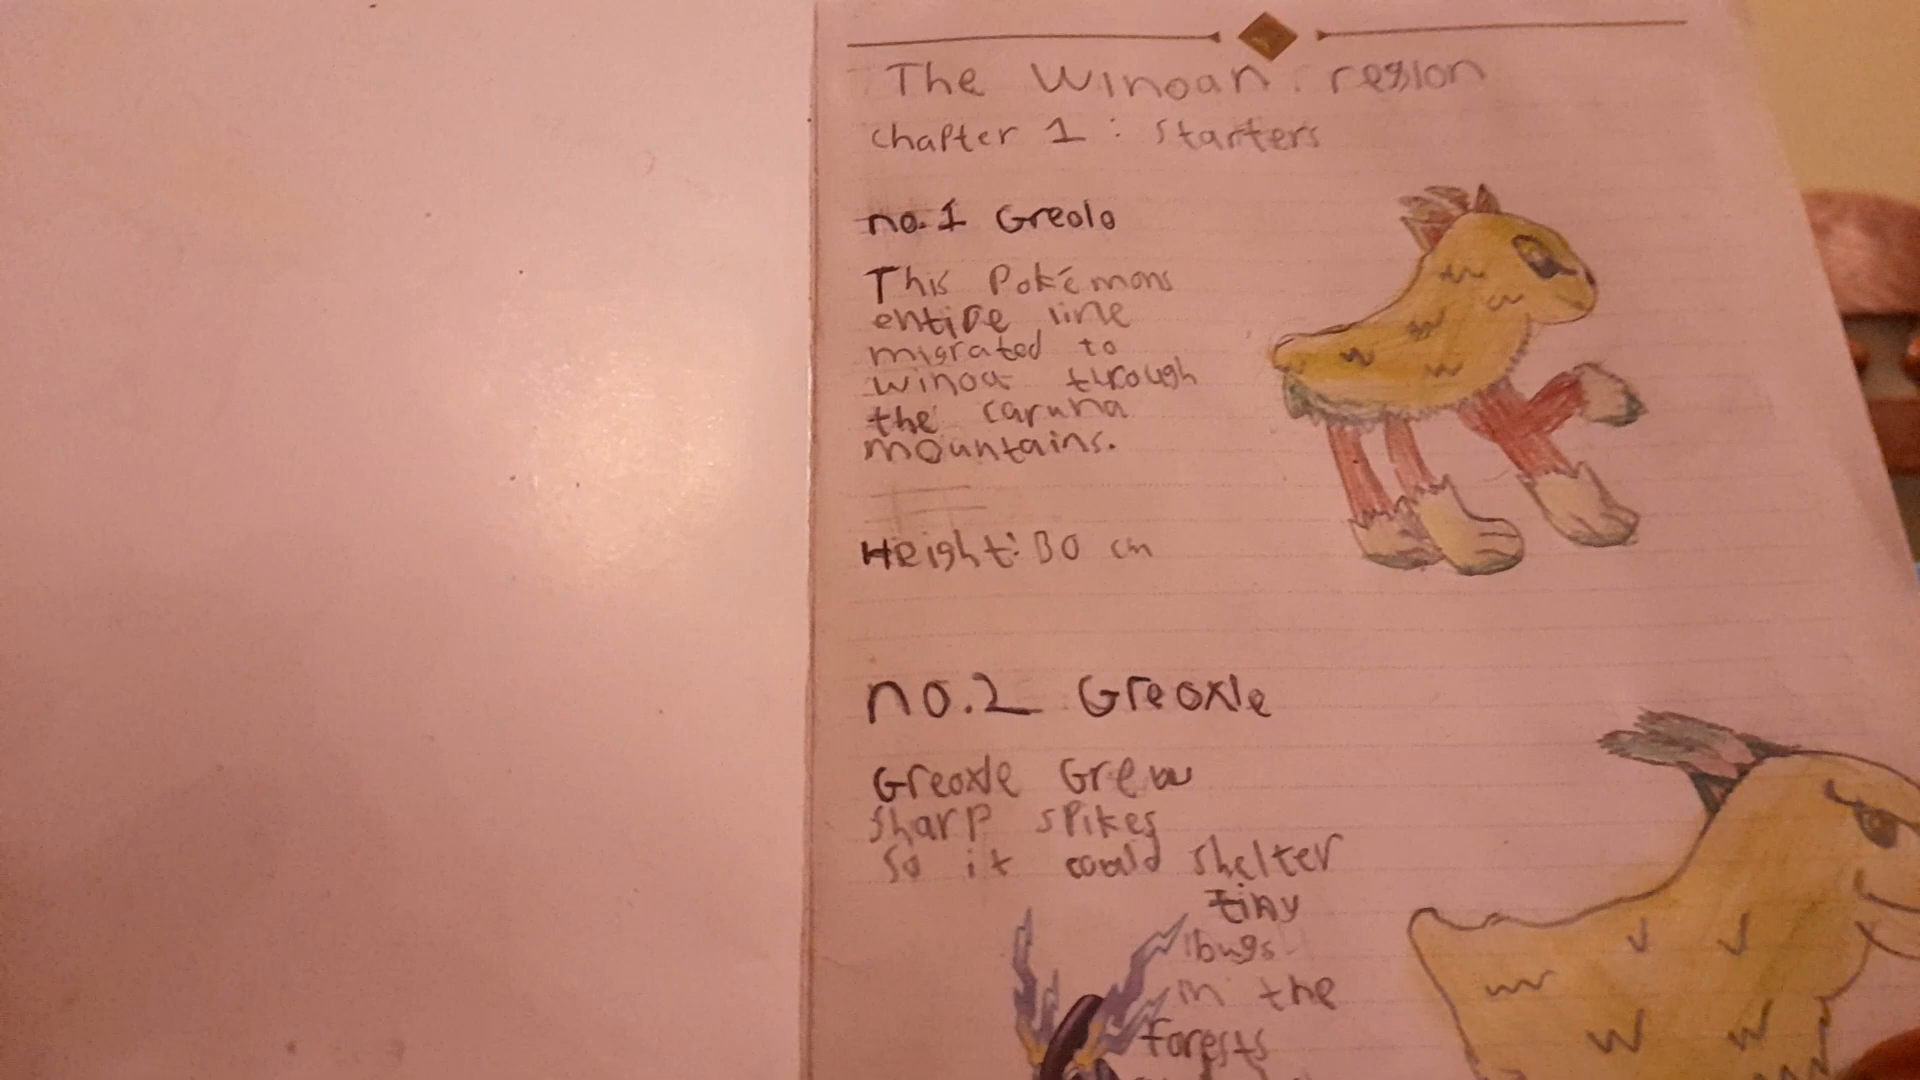 The Winoan region
Chapter 1: Starters
no.1 Greolo
This Pokémons
entire line
migrated to
winoa through
the caruna
mountains.
Height: 30 cm
no.2 Greoxle
Greoxle Grew
sharp spikes
so it could shelter
tiny
bugs
in the
forests